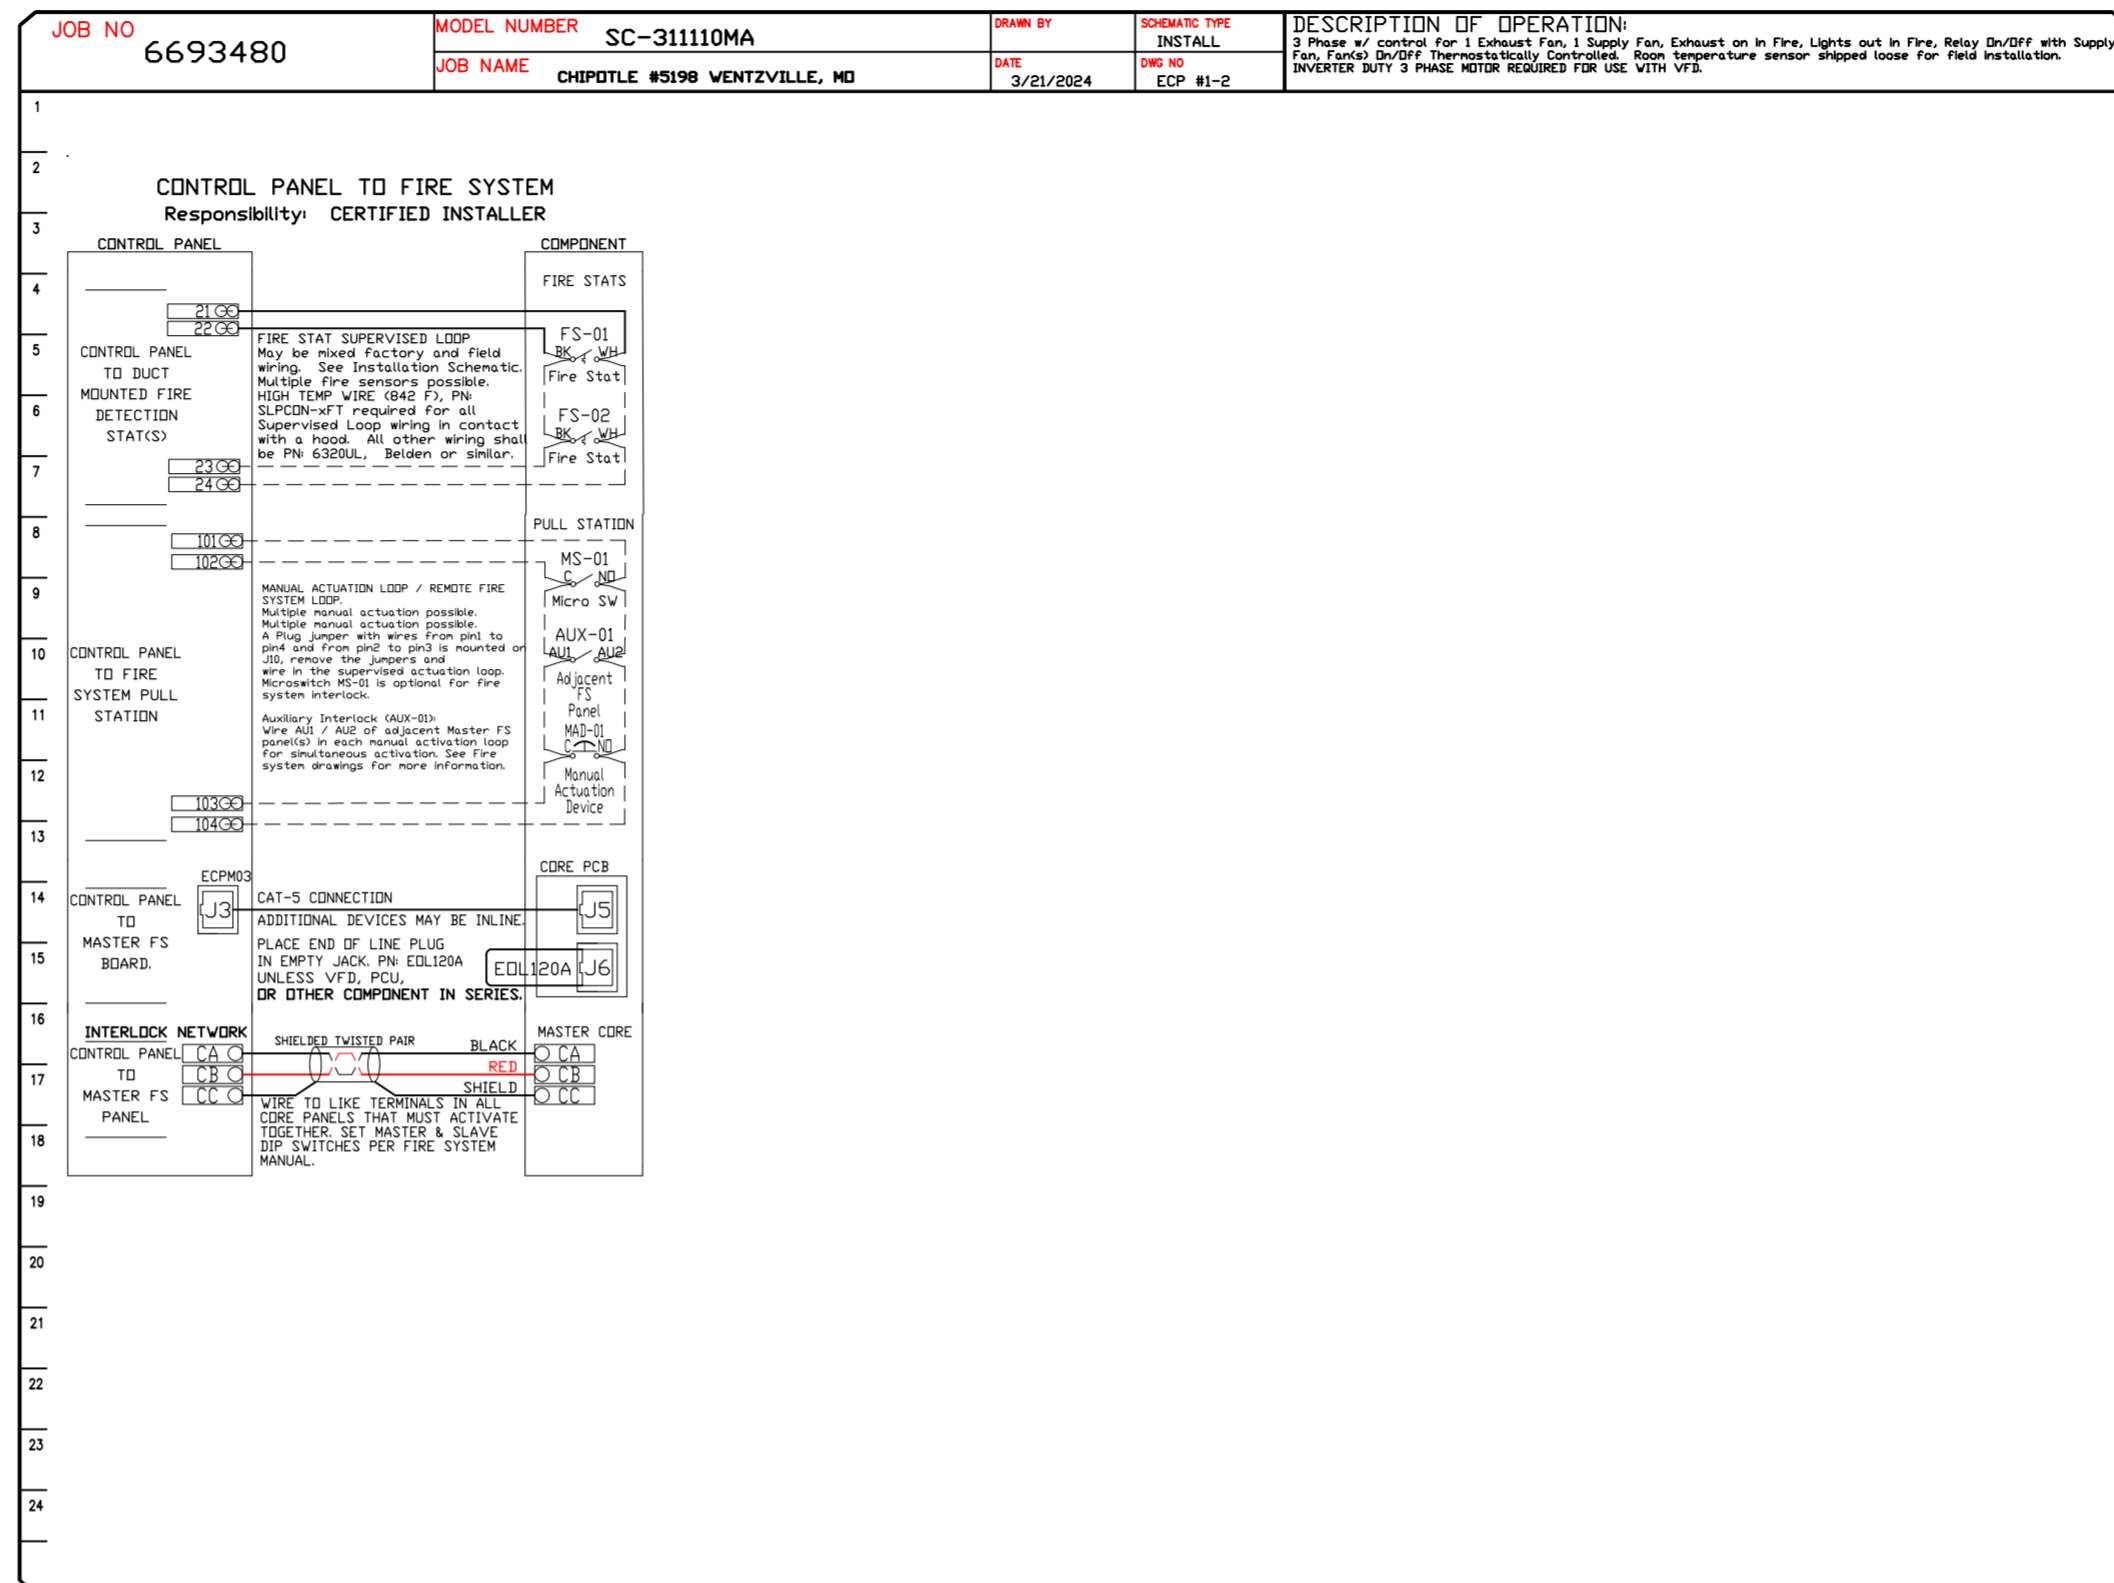 JOB NO
6693480
MODEL NUMBER
SC-311110MA
JOB NAME
CHIPOTLE #5198 WENTZVILLE, MO
DRAWN BY
DATE
3/21/2024
SCHEMATIC TYPE
INSTALL
DWG NO
ECP #1-2
DESCRIPTION OF OPERATION:
3 Phase w/ control for 1 Exhaust Fan, 1 Supply Fan, Exhaust on in Fire, Lights out in Fire, Relay On/Off with Supply
Fan, Fan(s) On/Off Thermostatically Controlled. Room temperature sensor shipped loose for field installation.
INVERTER DUTY 3 PHASE MOTOR REQUIRED FOR USE WITH VFD.
1
2
3
4
5
6
7
8
9
10
11
12
13
14
15
16
17
18
19
20
21
22
23
24
CONTROL PANEL TO FIRE SYSTEM
Responsibility: CERTIFIED INSTALLER
CONTROL PANEL
COMPONENT
21
22
CONTROL PANEL
TO DUCT
MOUNTED FIRE
DETECTION
STAT(S)
23
24
FIRE STAT SUPERVISED LOOP
May be mixed factory and field
wiring. See Installation Schematic.
Multiple fire sensors possible.
HIGH TEMP WIRE (842 F), PN:
SLPCON-xFT required for all
Supervised Loop wiring in contact
with a hood. All other wiring shall
be PN: 6320UL, Belden or similar.
FIRE STATS
FS-01
BK WH
Fire Stat
FS-02
BK WH
Fire Stat
101
102
CONTROL PANEL
TO FIRE
SYSTEM PULL
STATION
103
104
MANUAL ACTUATION LOOP / REMOTE FIRE
SYSTEM LOOP.
Multiple manual actuation possible.
Multiple manual actuation possible.
A Plug jumper with wires from pin1 to
pin4 and from pin2 to pin3 is mounted on
J10, remove the jumpers and
wire in the supervised actuation loop.
Microswitch MS-01 is optional for fire
system interlock.
Auxiliary Interlock (AUX-01):
Wire AU1 / AU2 of adjacent Master FS
panel(s) in each manual activation loop
for simultaneous activation. See Fire
system drawings for more information.
PULL STATION
MS-01
C NO
Micro SW
AUX-01
AU1 AU2
Adjacent
FS
Panel
MAD-01
C NO
Manual
Actuation
Device
ECPM03
J3
CONTROL PANEL
TO
MASTER FS
BOARD.
CAT-5 CONNECTION
ADDITIONAL DEVICES MAY BE INLINE.
PLACE END OF LINE PLUG
IN EMPTY JACK. PN: EOL120A
UNLESS VFD, PCU,
OR OTHER COMPONENT IN SERIES.
CORE PCB
J5
EOL120A
J6
INTERLOCK NETWORK
CONTROL PANEL
TO
MASTER FS
PANEL
CA
CB
CC
SHIELDED TWISTED PAIR
BLACK
RED
SHIELD
WIRE TO LIKE TERMINALS IN ALL
CORE PANELS THAT MUST ACTIVATE
TOGETHER. SET MASTER & SLAVE
DIP SWITCHES PER FIRE SYSTEM
MANUAL.
MASTER CORE
CA
CB
CC